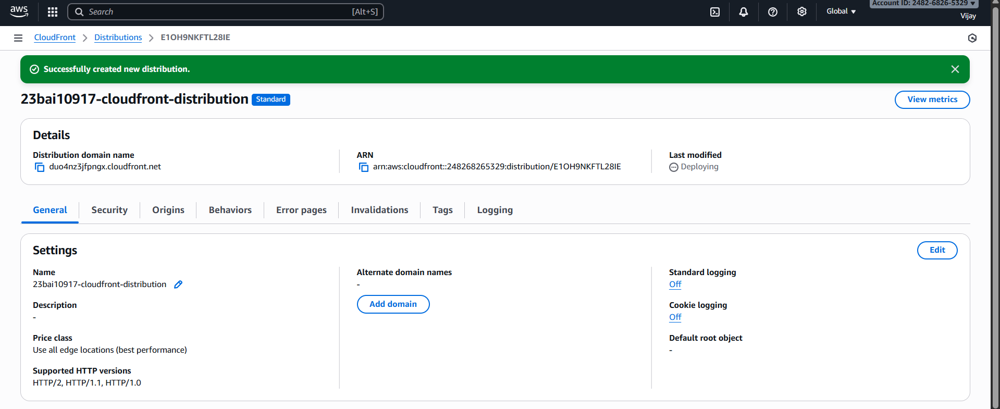 aws
Search [Alt+S]
Global
Account ID: 2482-6826-5329
Vijay
CloudFront Distributions E1OH9NKFTL28IE
Successfully created new distribution.
23bai10917-cloudfront-distribution Standard
View metrics
Details
Distribution domain name
duo4nz3jfpngx.cloudfront.net
ARN
arn:aws:cloudfront::248268265329:distribution/E1OH9NKFTL28IE
Last modified
Deploying
General Security Origins Behaviors Error pages Invalidations Tags Logging
Settings
Edit
Name
23bai10917-cloudfront-distribution
Description
-
Price class
Use all edge locations (best performance)
Supported HTTP versions
HTTP/2, HTTP/1.1, HTTP/1.0
Alternate domain names
-
Add domain
Standard logging
Off
Cookie logging
Off
Default root object
-